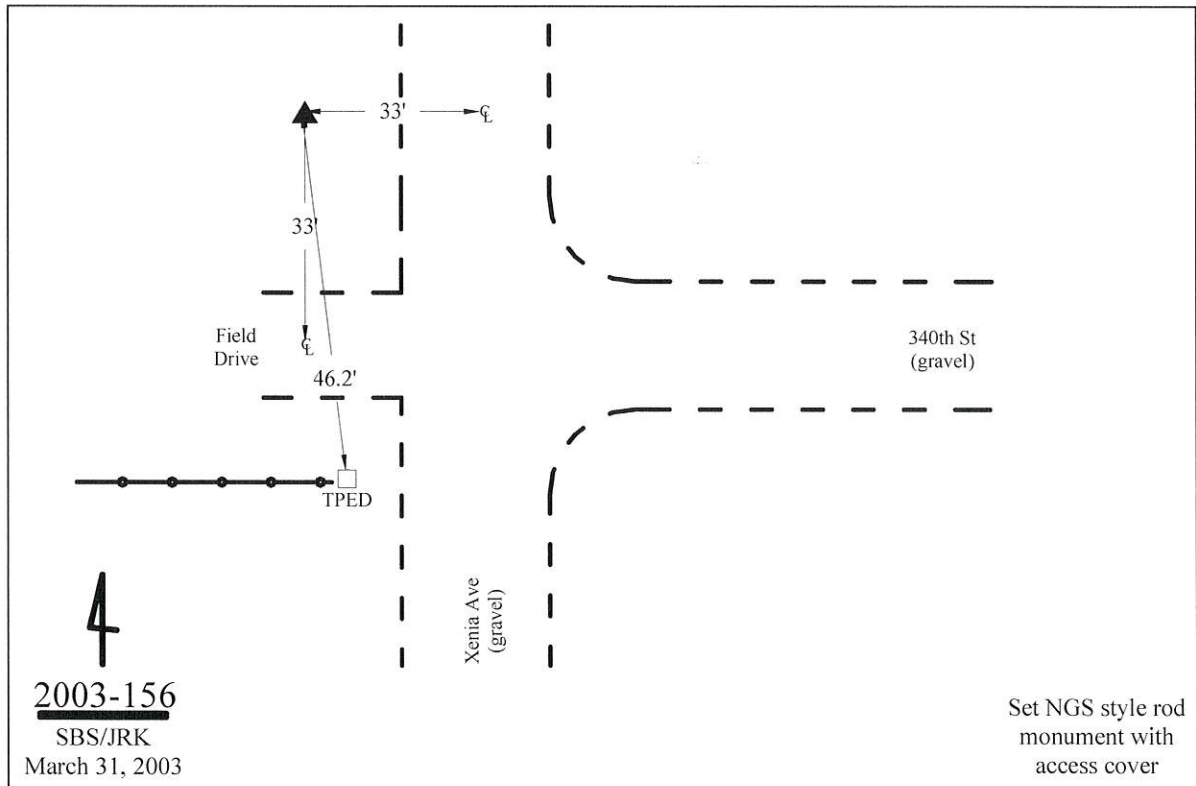 33'
℄
33'
Field
Drive
℄
340th St
(gravel)
46.2'
TPED
Xenia Ave
(gravel)
2003-156
SBS/JRK
March 31, 2003
Set NGS style rod
monument with
access cover